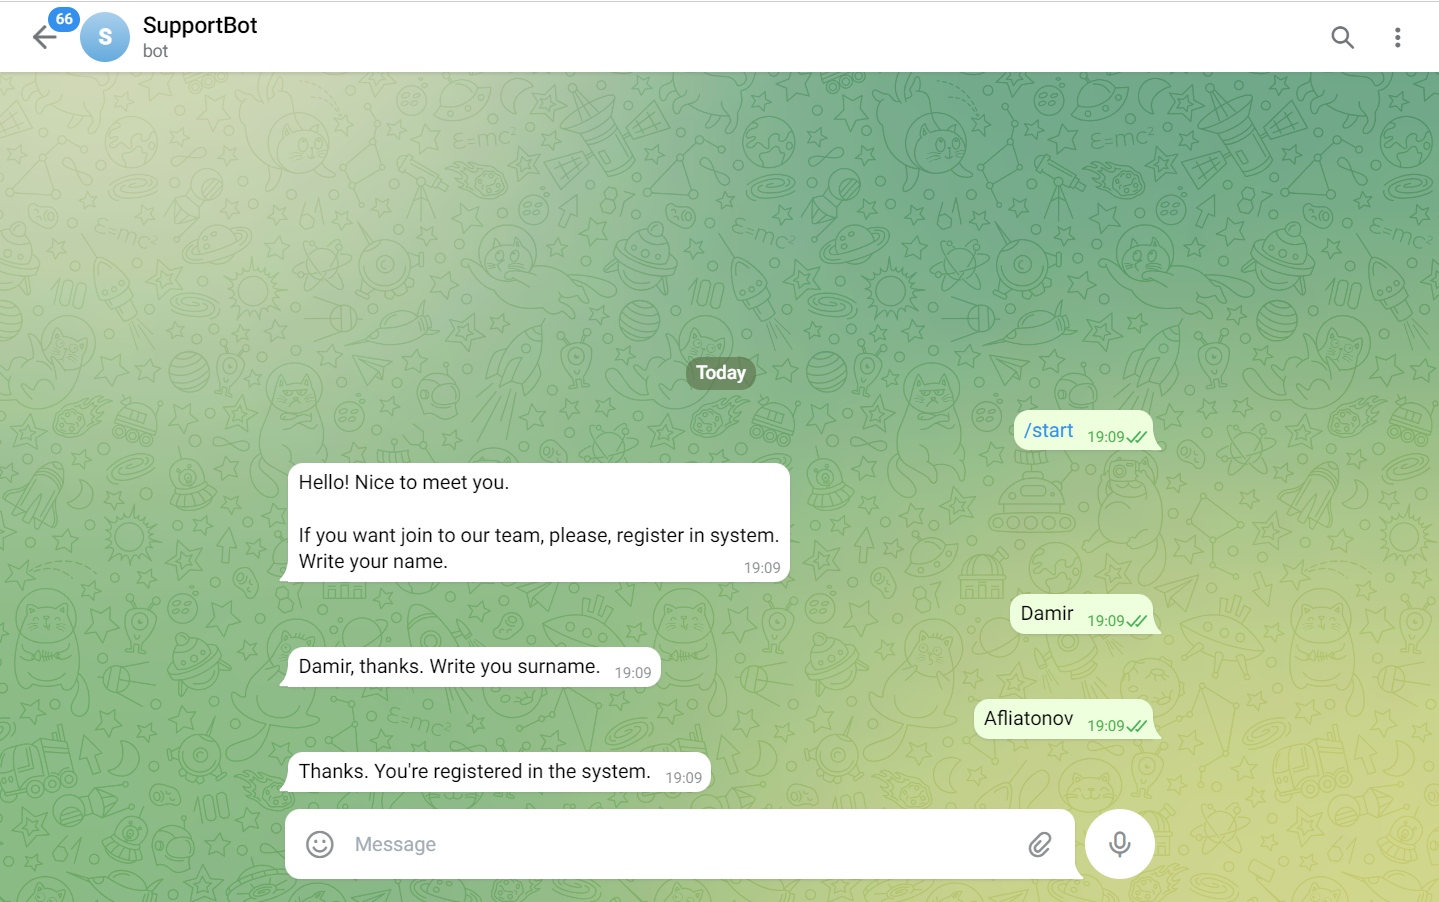 66
S
SupportBot
bot
Today
/start 19:09
Hello! Nice to meet you.
If you want join to our team, please, register in system.
Write your name. 19:09
Damir 19:09
Damir, thanks. Write you surname. 19:09
Afliatonov 19:09
Thanks. You're registered in the system. 19:09
Message